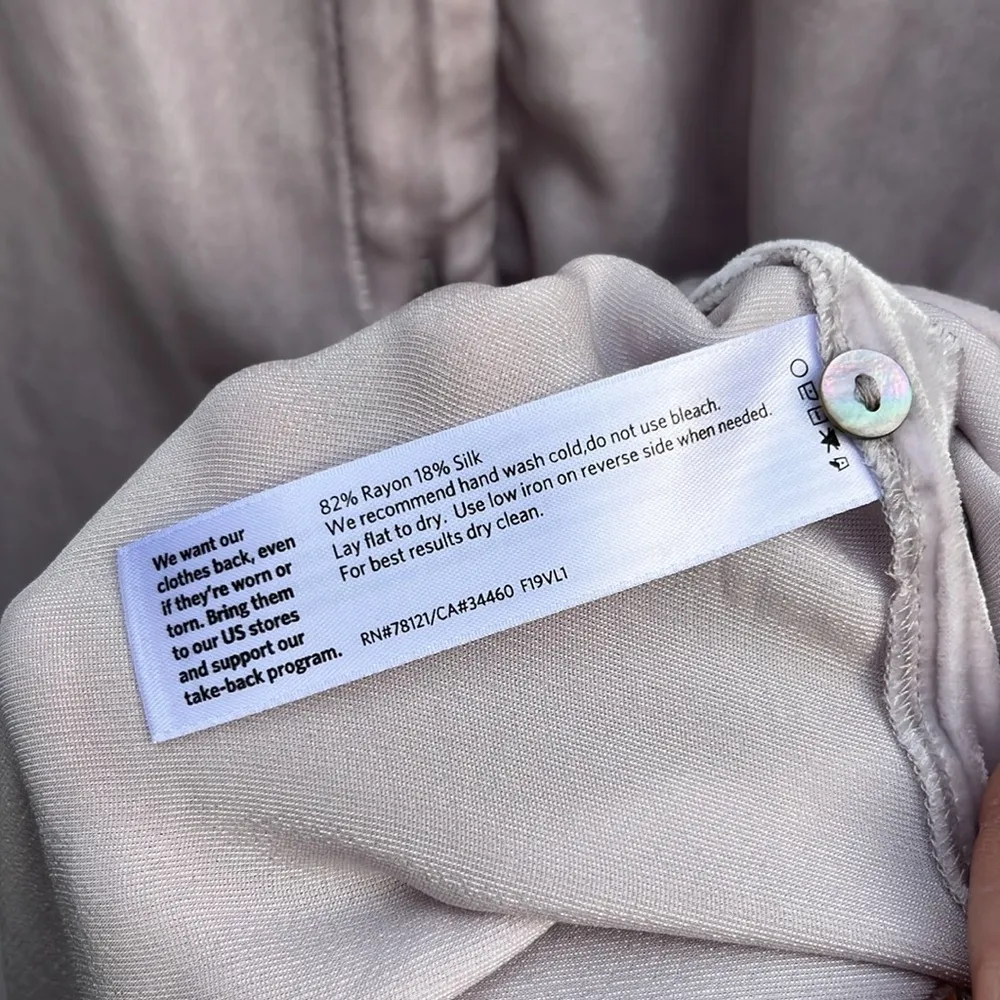 We want our
clothes back, even
if they're worn or
torn. Bring them
to our US stores
and support our
take-back program.
82% Rayon 18% Silk
We recommend hand wash cold,do not use bleach.
Lay flat to dry. Use low iron on reverse side when needed.
For best results dry clean.
RN#78121/CA#34460 F19VL1